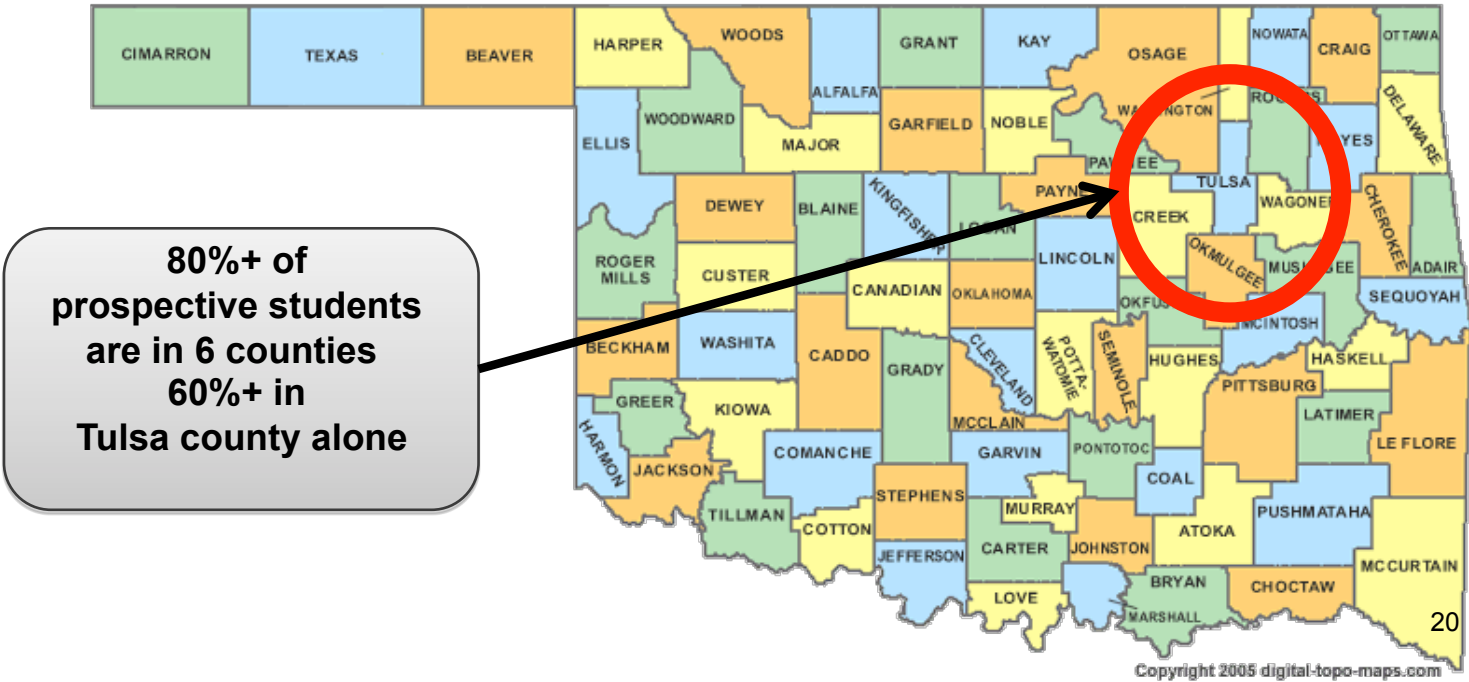 CIMARRON
TEXAS
BEAVER
HARPER
WOODS
ALFALFA
GRANT
KAY
OSAGE
NOWATA
CRAIG
OTTAWA
ELLIS
WOODWARD
MAJOR
GARFIELD
NOBLE
DELAWARE
DEWEY
BLAINE
KINGFISHER
TULSA
CREEK
CHEROKEE
ADAIR
ROGER
MILLS
CUSTER
CANADIAN
OKLAHOMA
LINCOLN
OKMULGEE
SEQUOYAH
80%+ of
prospective students
are in 6 counties
60%+ in
Tulsa county alone
BECKHAM
WASHITA
CADDO
GRADY
CLEVELAND
POTTA-
WATOMIE
SEMINOLE
HUGHES
MCINTOSH
HASKELL
PITTSBURG
LATIMER
LE FLORE
GREER
KIOWA
HARMON
JACKSON
COMANCHE
MCCLAIN
GARVIN
PONTOTOC
COAL
STEPHENS
MURRAY
TILLMAN
COTTON
JEFFERSON
CARTER
JOHNSTON
ATOKA
PUSHMATAHA
MCCURTAIN
LOVE
MARSHALL
BRYAN
CHOCTAW
20
Copyright 2005 digital-topo-maps.com